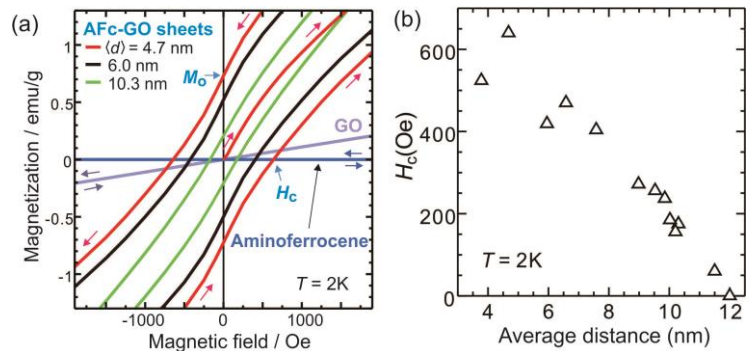 (a)
AFc-GO sheets
⟨d⟩ = 4.7 nm
6.0 nm
10.3 nm
Mo
GO
Hc
Aminoferrocene
T = 2K
1
0.5
0
-0.5
-1
-1000
0
1000
Magnetization / emu/g
Magnetic field / Oe
(b)
600
400
200
0
4
6
8
10
12
Hc(Oe)
T = 2K
Average distance (nm)